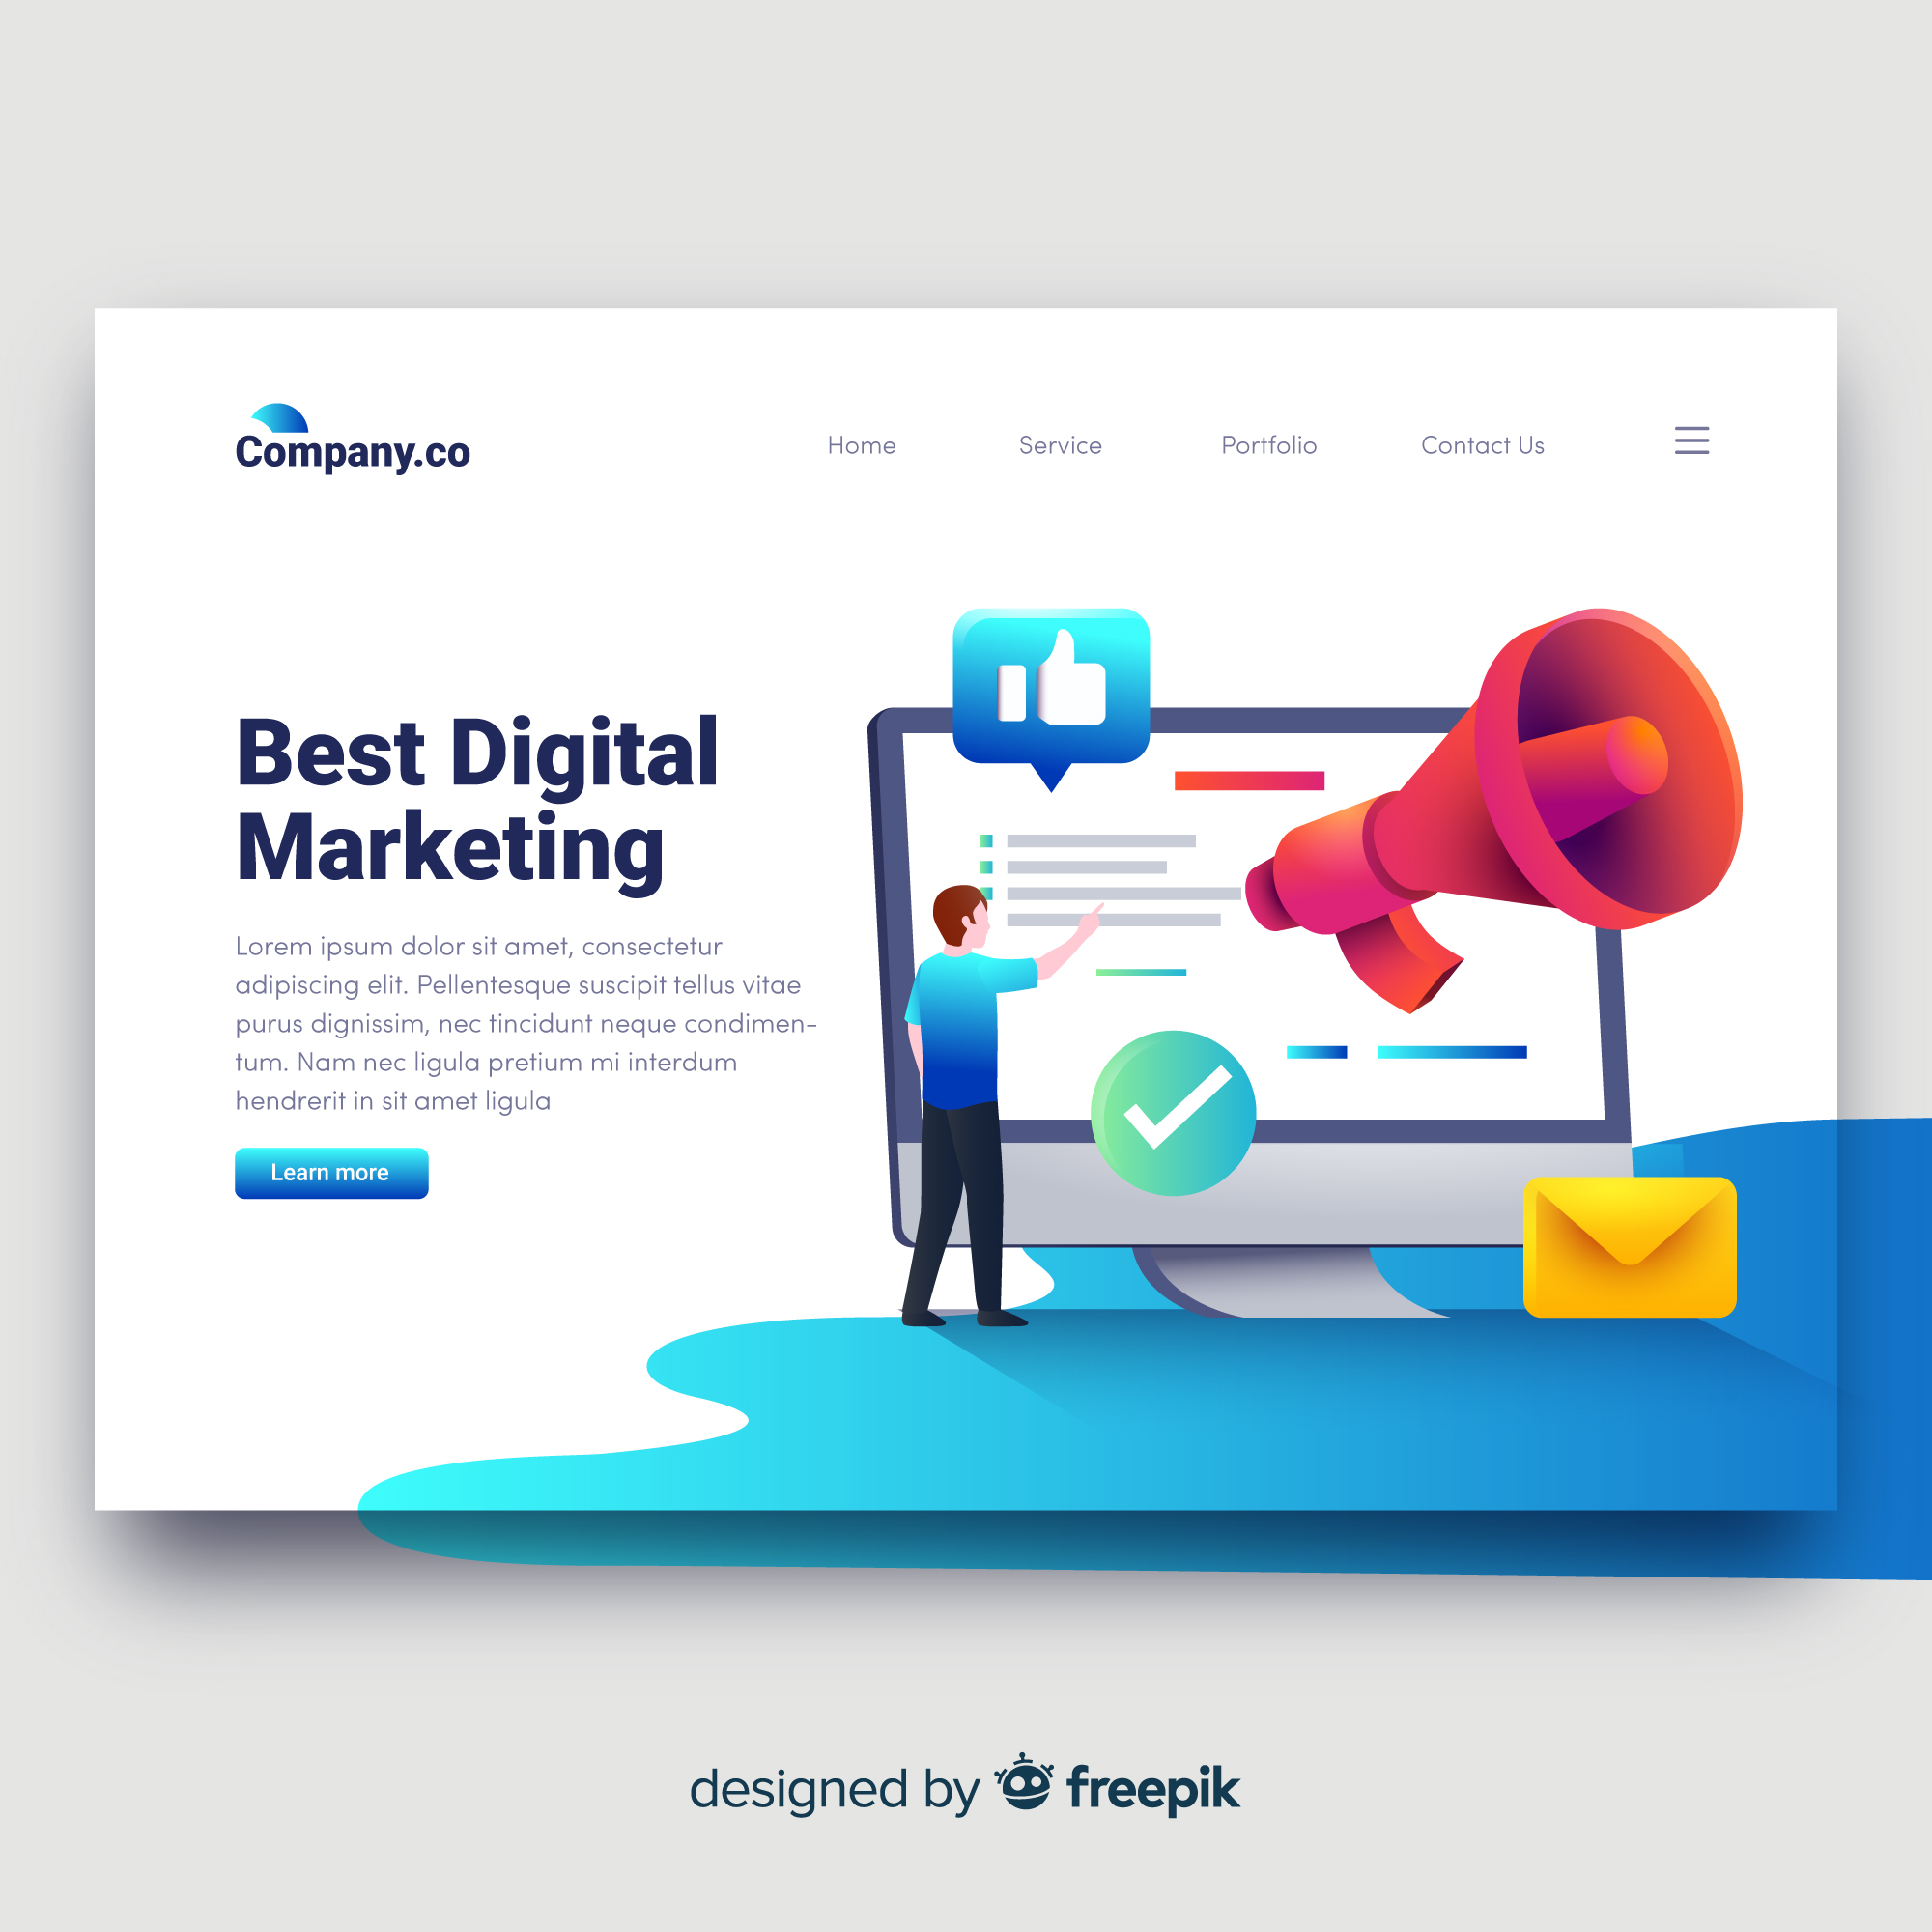 Company.co
Home Service Portfolio Contact Us
Best Digital
Marketing
Lorem ipsum dolor sit amet, consectetur
adipiscing elit. Pellentesque suscipit tellus vitae
purus dignissim, nec tincidunt neque condimen-
tum. Nam nec ligula pretium mi interdum
hendrerit in sit amet ligula
Learn more
designed by freepik